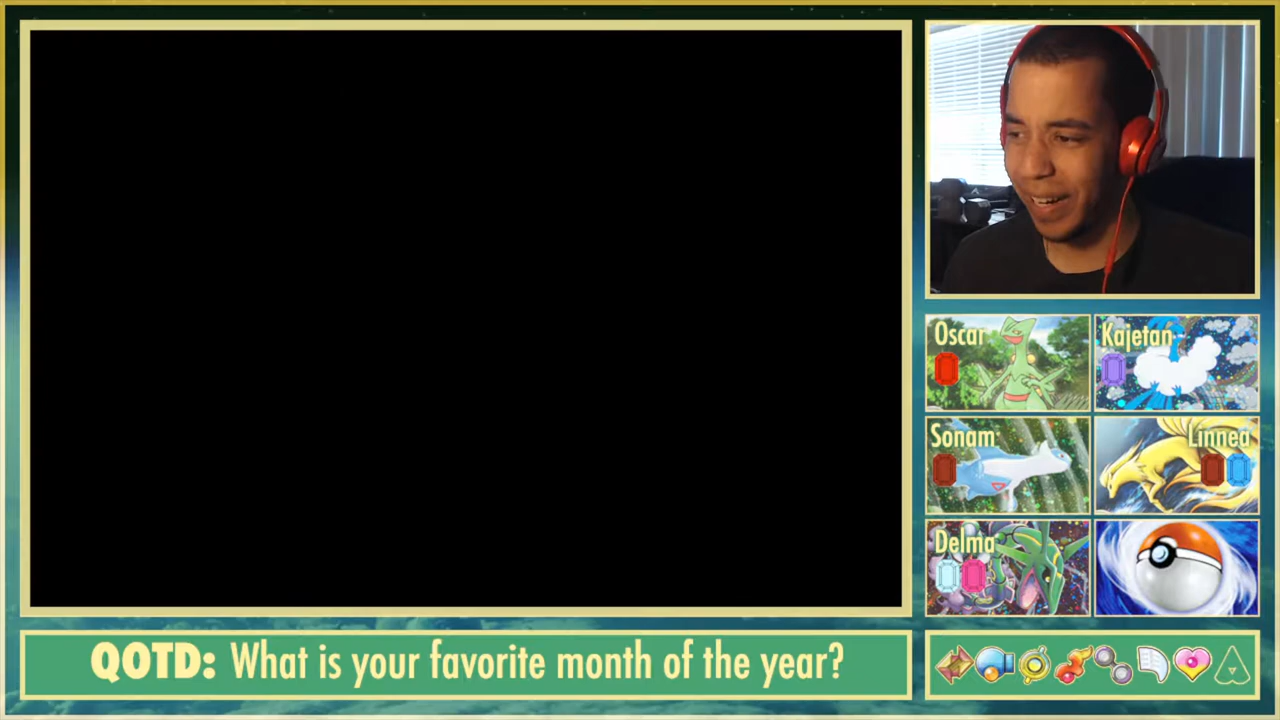 Oscar
Kajetan
Sonam
Linnea
Delma
QOTD: What is your favorite month of the year?